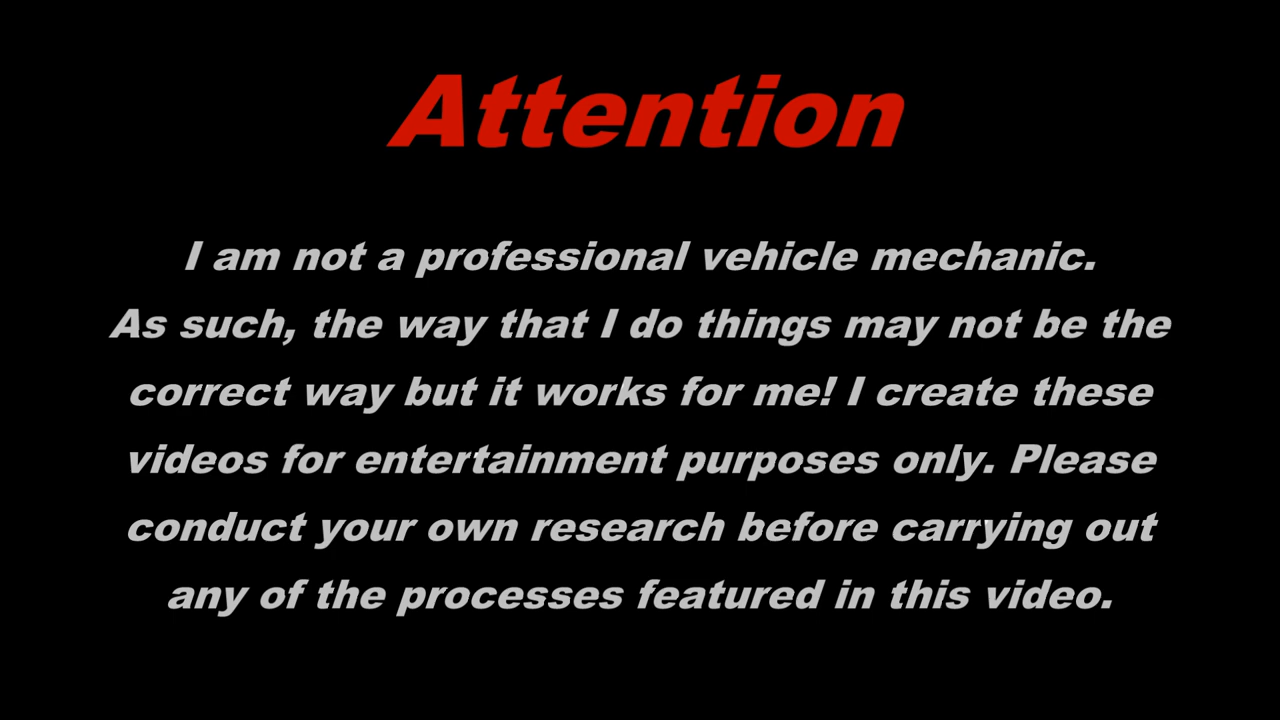 Attention
I am not a professional vehicle mechanic.
As such, the way that I do things may not be the
correct way but it works for me! I create these
videos for entertainment purposes only. Please
conduct your own research before carrying out
any of the processes featured in this video.